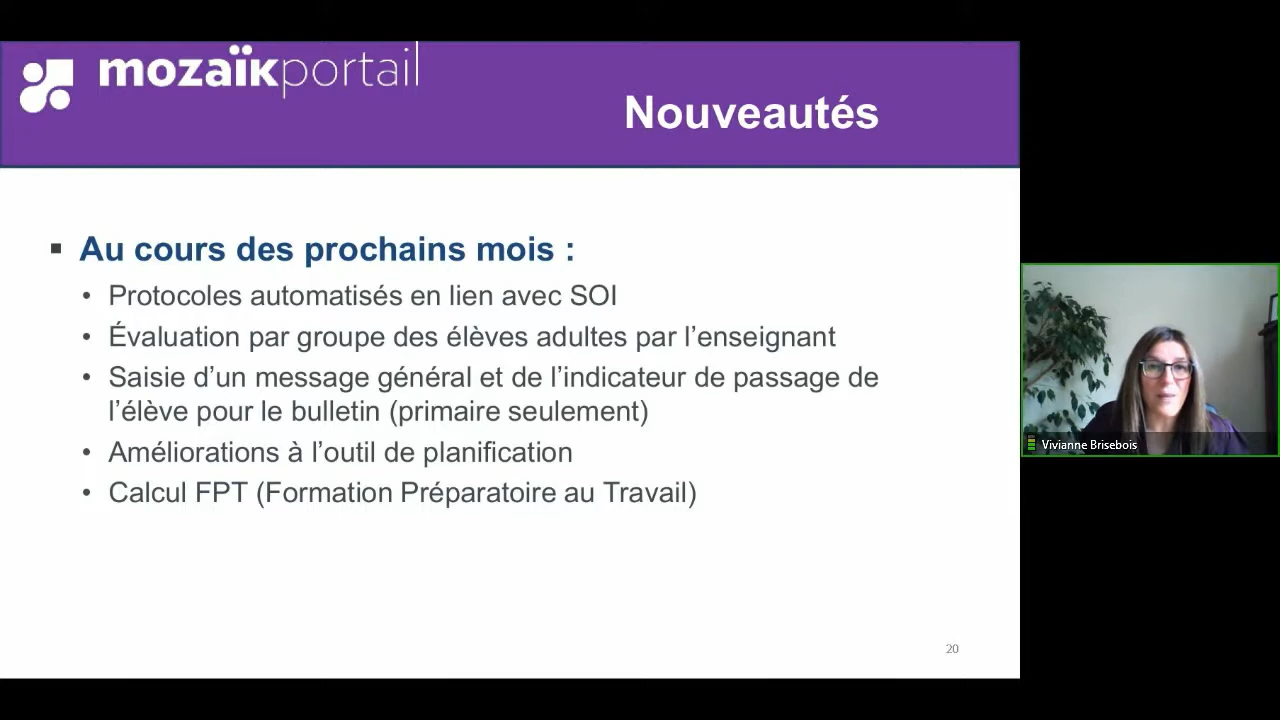 mozaïkportail
Nouveautés
▪ Au cours des prochains mois :
• Protocoles automatisés en lien avec SOI
• Évaluation par groupe des élèves adultes par l’enseignant
• Saisie d’un message général et de l’indicateur de passage de
l’élève pour le bulletin (primaire seulement)
• Améliorations à l’outil de planification
• Calcul FPT (Formation Préparatoire au Travail)
20
Vivianne Brisebois